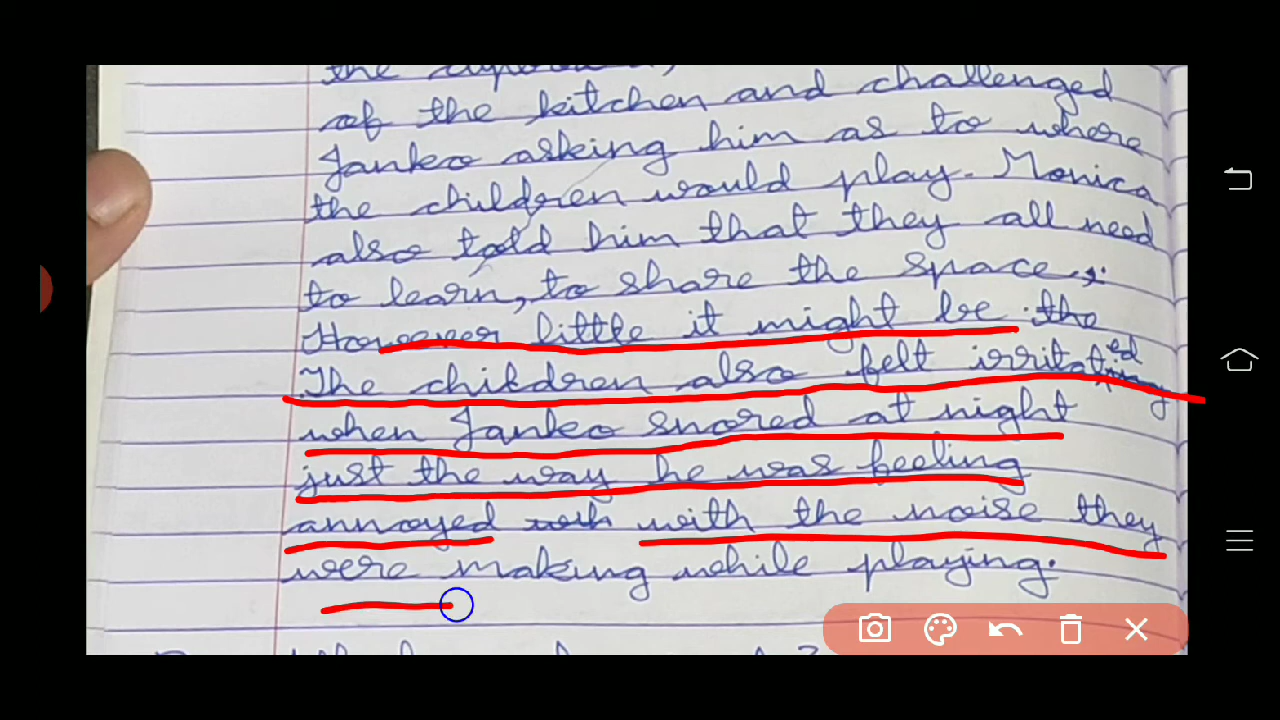 the
of the kitchen and challenged
Janko asking him as to where
the children would play. Monica
also told him that they all need
to learn, to share the space.
However little it might be the
The children also felt irritated
when Janko snored at night
just the way he was feeling
annoyed with the noise they
were making while playing.